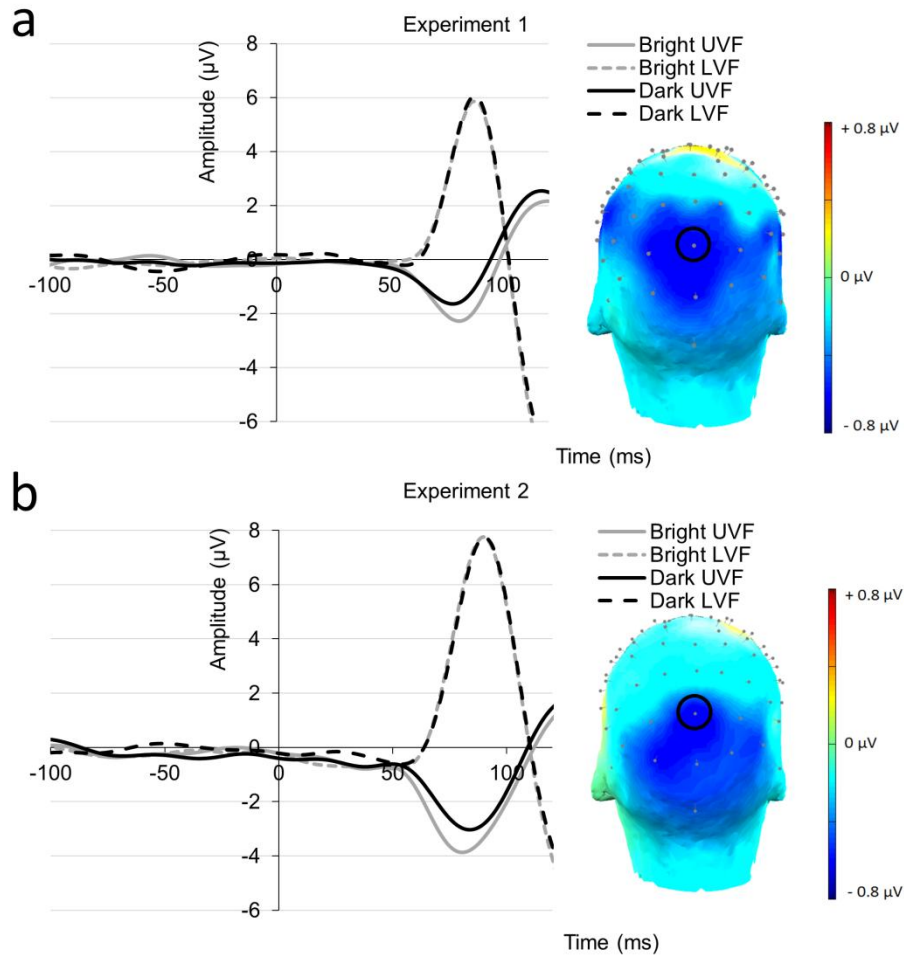 a
Experiment 1
Amplitude (µV)
8
6
4
2
0
-2
-4
-6
-100
-50
0
50
100
Time (ms)
Bright UVF
Bright LVF
Dark UVF
Dark LVF
+ 0.8 µV
0 µV
- 0.8 µV
b
Experiment 2
Amplitude (µV)
8
6
4
2
0
-2
-4
-6
-100
-50
0
50
100
Time (ms)
Bright UVF
Bright LVF
Dark UVF
Dark LVF
+ 0.8 µV
0 µV
- 0.8 µV